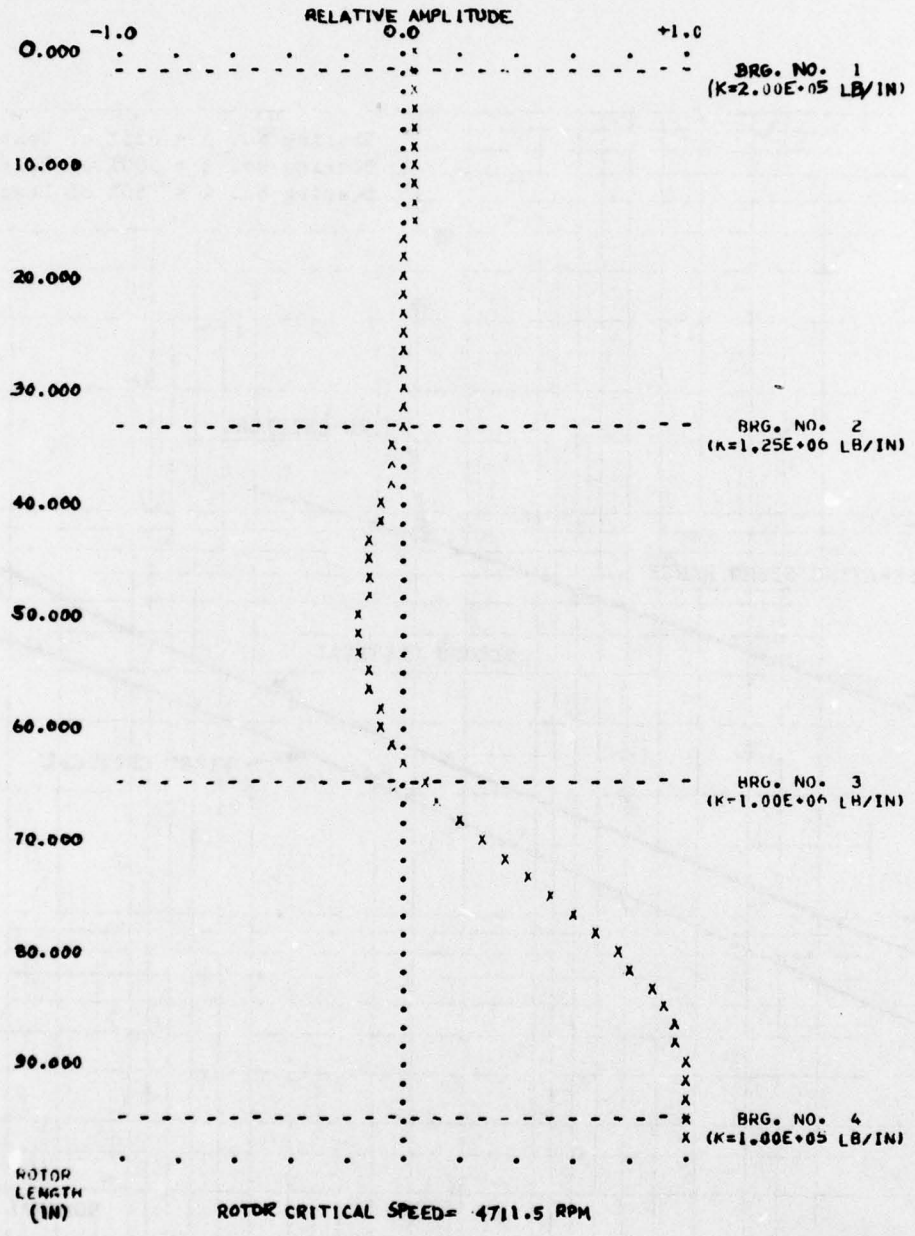 RELATIVE AMPLITUDE
-1.0 0.0 +1.0
0.000
BRG. NO. 1
(K=2.00E+05 LB/IN)
10.000
20.000
30.000
BRG. NO. 2
(K=1.25E+06 LB/IN)
40.000
50.000
60.000
BRG. NO. 3
(K=1.00E+06 LB/IN)
70.000
80.000
90.000
BRG. NO. 4
(K=1.00E+05 LB/IN)
ROTOR
LENGTH
(IN)
ROTOR CRITICAL SPEED= 4711.5 RPM